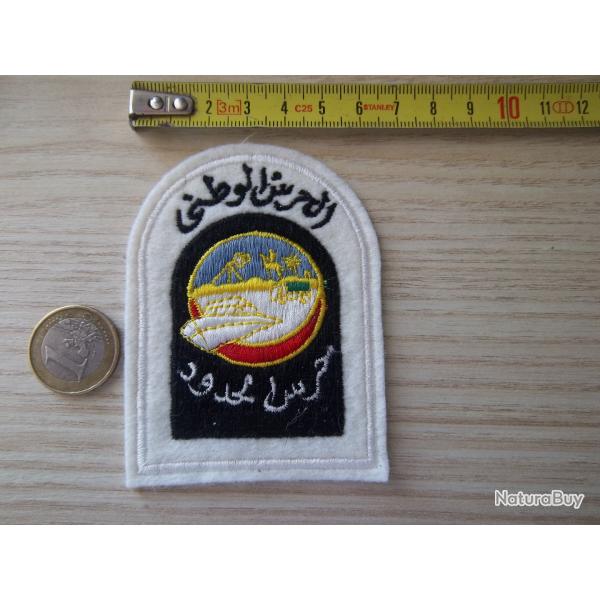 2 3m 3 4 C25 5 6 STANLEY 7 8 9 10 11 12
الحرس الوطني
حرس الحدود
1
NaturaBuy